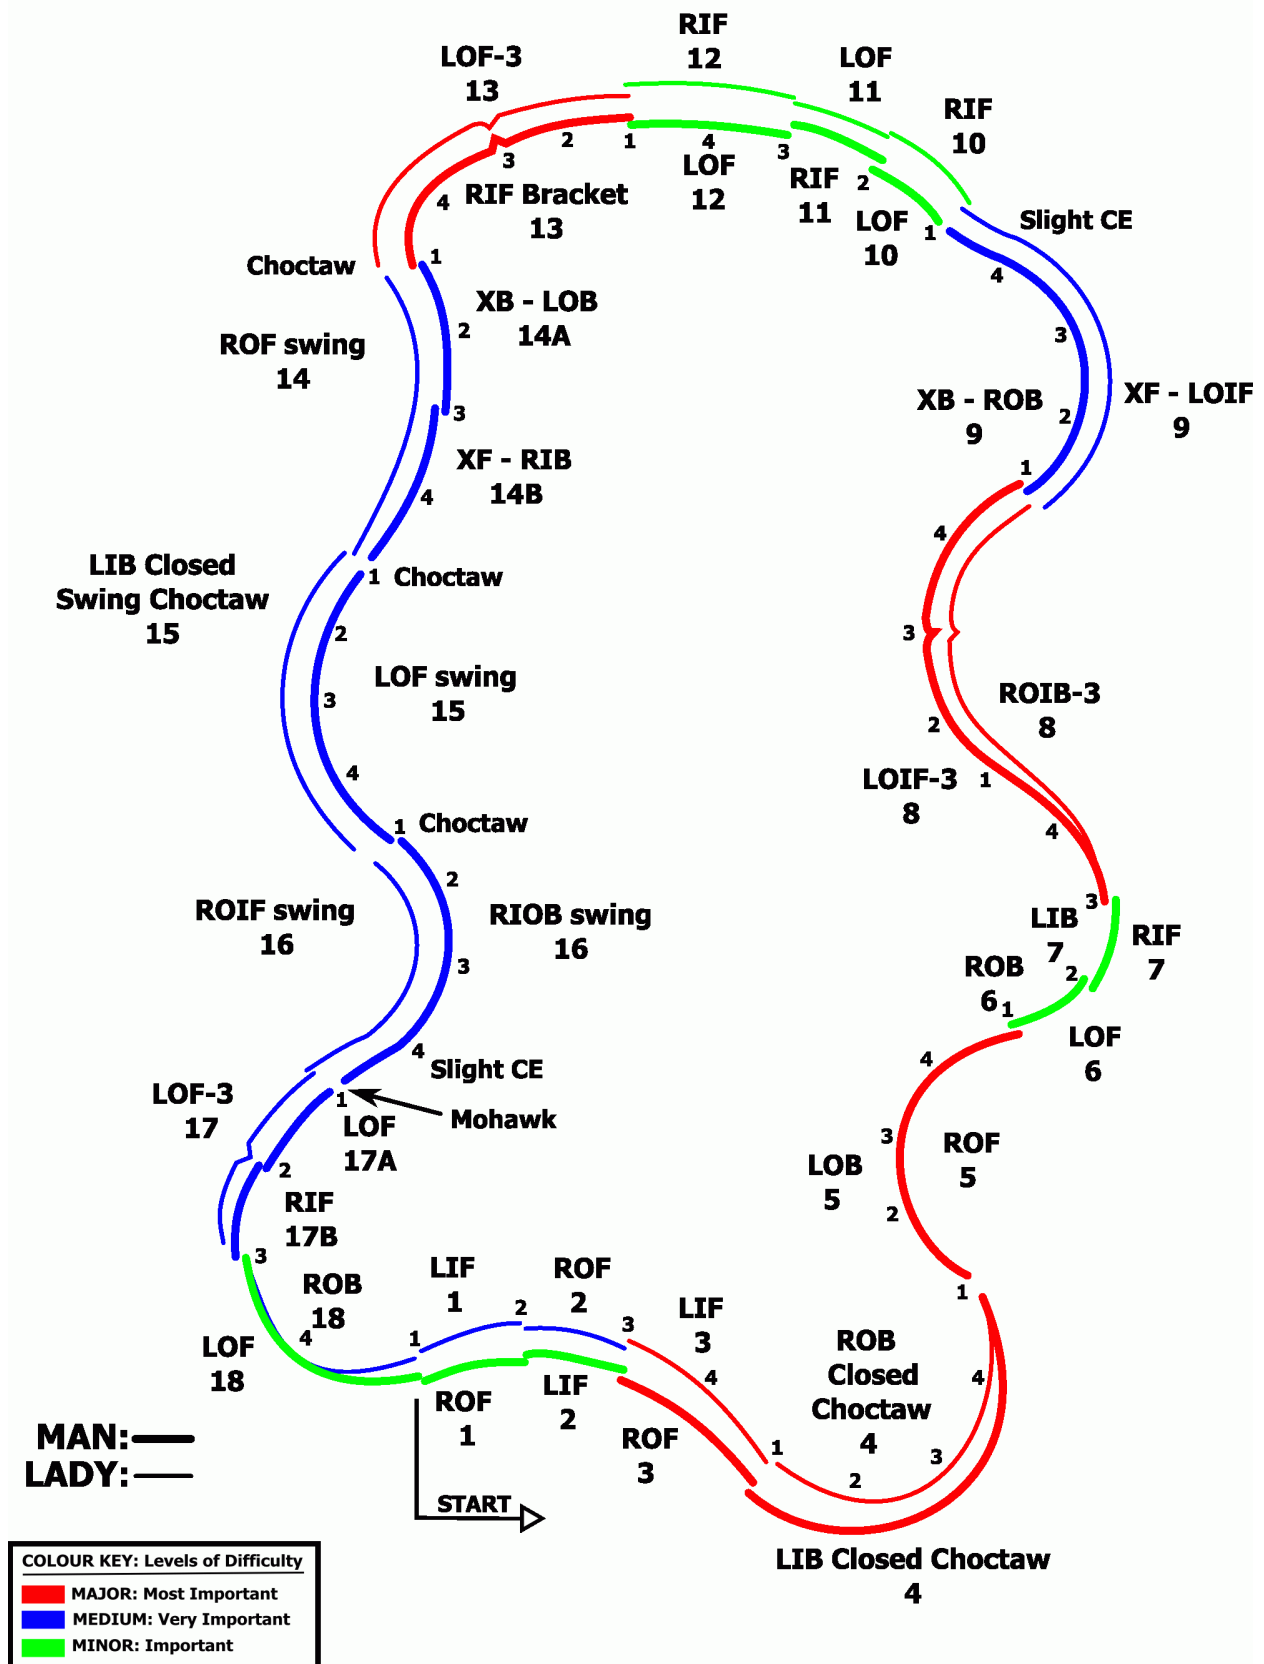 RIF
12
LOF-3
13
LOF
11
RIF
10
2
1
4
3
3
LOF
12
RIF
11
2
4
RIF Bracket
13
LOF
10
1
Slight CE
Choctaw
1
4
XB - LOB
14A
2
3
ROF swing
14
XB - ROB
9
2
XF - LOIF
9
3
XF - RIB
14B
1
4
4
LIB Closed
Swing Choctaw
15
1
Choctaw
2
3
LOF swing
15
3
ROIB-3
8
2
4
LOIF-3
8
1
1
Choctaw
4
2
ROIF swing
16
RIOB swing
16
3
LIB
7
RIF
7
3
ROB
6
2
1
LOF
6
4
Slight CE
4
LOF-3
17
1
Mohawk
LOF
17A
3
ROF
5
LOB
5
2
RIF
17B
2
3
LIF
1
ROF
2
ROB
18
1
LIF
3
2
3
1
4
LOF
18
ROB
Closed
Choctaw
4
4
4
LIF
2
ROF
1
ROF
3
1
2
3
MAN:
LADY:
START
LIB Closed Choctaw
4
COLOUR KEY: Levels of Difficulty
MAJOR: Most Important
MEDIUM: Very Important
MINOR: Important